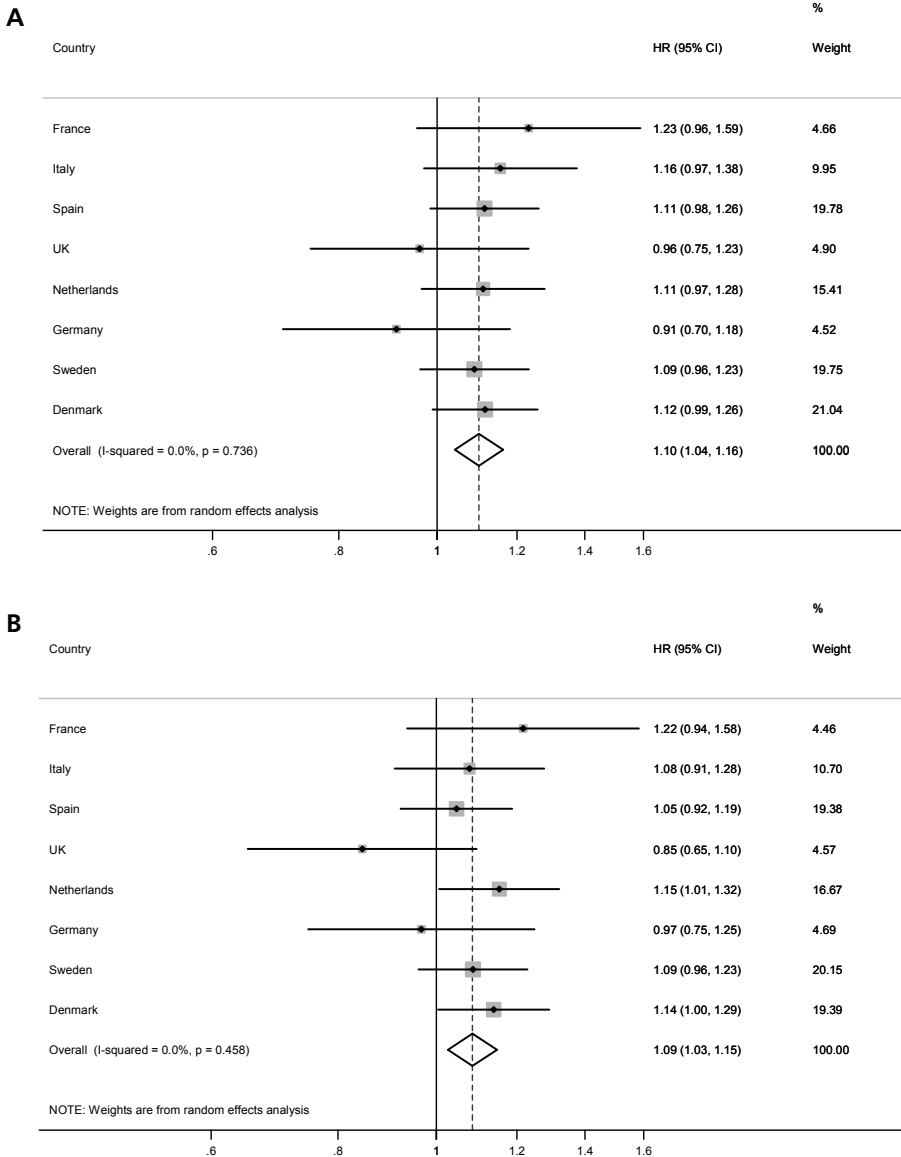 A
%
Country HR (95% CI) Weight
France 1.23 (0.96, 1.59) 4.66
Italy 1.16 (0.97, 1.38) 9.95
Spain 1.11 (0.98, 1.26) 19.78
UK 0.96 (0.75, 1.23) 4.90
Netherlands 1.11 (0.97, 1.28) 15.41
Germany 0.91 (0.70, 1.18) 4.52
Sweden 1.09 (0.96, 1.23) 19.75
Denmark 1.12 (0.99, 1.26) 21.04
Overall (I-squared = 0.0%, p = 0.736) 1.10 (1.04, 1.16) 100.00
NOTE: Weights are from random effects analysis
.6 .8 1 1.2 1.4 1.6
%
B
Country HR (95% CI) Weight
France 1.22 (0.94, 1.58) 4.46
Italy 1.08 (0.91, 1.28) 10.70
Spain 1.05 (0.92, 1.19) 19.38
UK 0.85 (0.65, 1.10) 4.57
Netherlands 1.15 (1.01, 1.32) 16.67
Germany 0.97 (0.75, 1.25) 4.69
Sweden 1.09 (0.96, 1.23) 20.15
Denmark 1.14 (1.00, 1.29) 19.39
Overall (I-squared = 0.0%, p = 0.458) 1.09 (1.03, 1.15) 100.00
NOTE: Weights are from random effects analysis
.6 .8 1 1.2 1.4 1.6